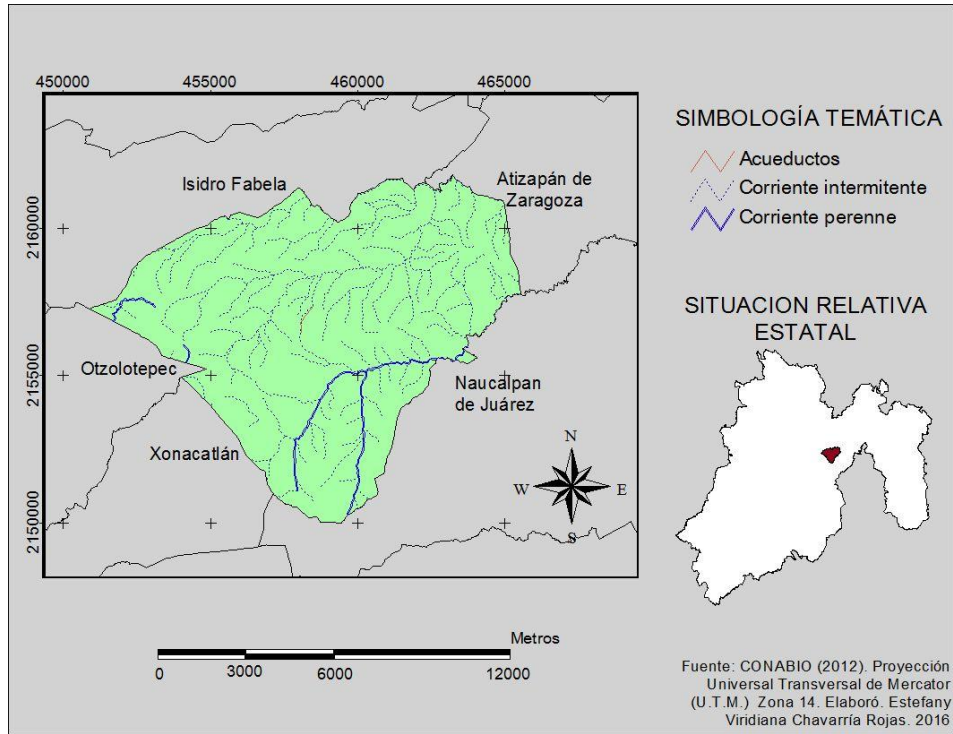 450000
455000
460000
465000
2160000
2155000
2150000
Isidro Fabela
Atizapán de
Zaragoza
Otzolotepec
Naucalpan
de Juárez
Xonacatlán
N
W
E
S
SIMBOLOGÍA TEMÁTICA
Acueductos
Corriente intermitente
Corriente perenne
SITUACION RELATIVA
ESTATAL
Metros
0
3000
6000
12000
Fuente: CONABIO (2012). Proyección
Universal Transversal de Mercator
(U.T.M.) Zona 14. Elaboró. Estefany
Viridiana Chavarría Rojas. 2016